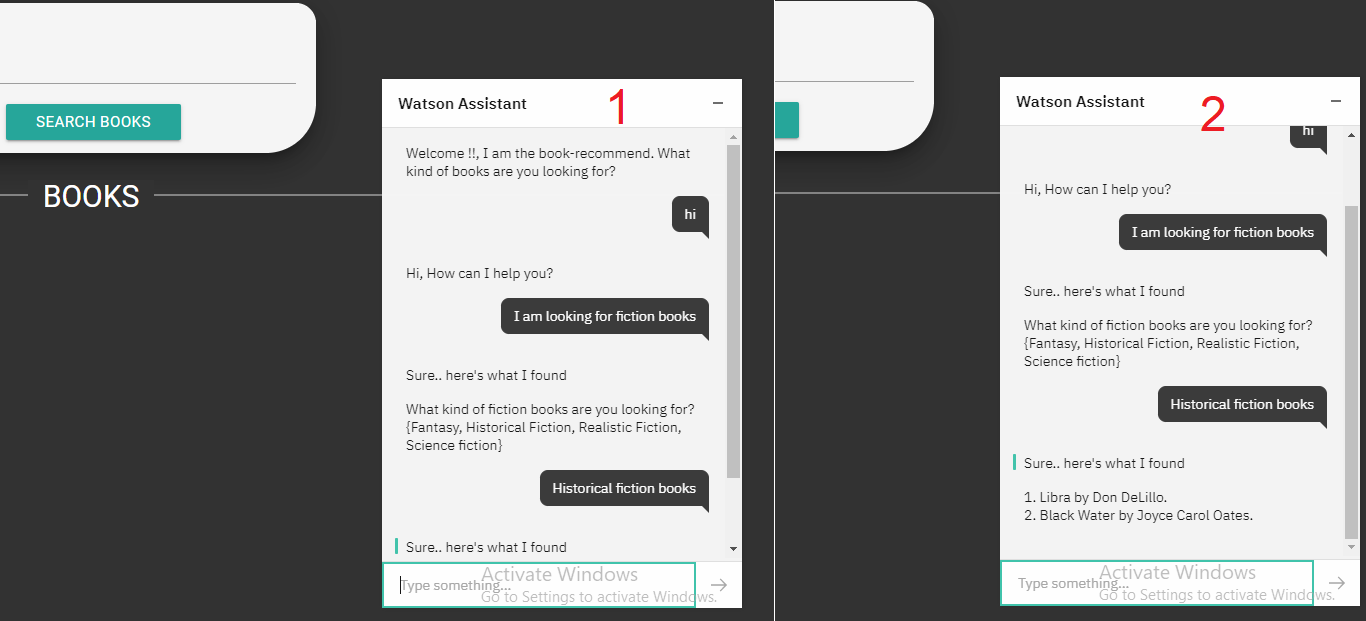 SEARCH BOOKS
BOOKS
Watson Assistant
1
Welcome !!, I am the book-recommend. What
kind of books are you looking for?
hi
Hi, How can I help you?
I am looking for fiction books
Sure.. here's what I found
What kind of fiction books are you looking for?
{Fantasy, Historical Fiction, Realistic Fiction,
Science fiction}
Historical fiction books
Sure.. here's what I found
Type something...
Activate Windows
Go to Settings to activate Windows.
Watson Assistant
2
hi
Hi, How can I help you?
I am looking for fiction books
Sure.. here's what I found
What kind of fiction books are you looking for?
{Fantasy, Historical Fiction, Realistic Fiction,
Science fiction}
Historical fiction books
Sure.. here's what I found
1. Libra by Don DeLillo.
2. Black Water by Joyce Carol Oates.
Type something...
Activate Windows
Go to Settings to activate Windows.